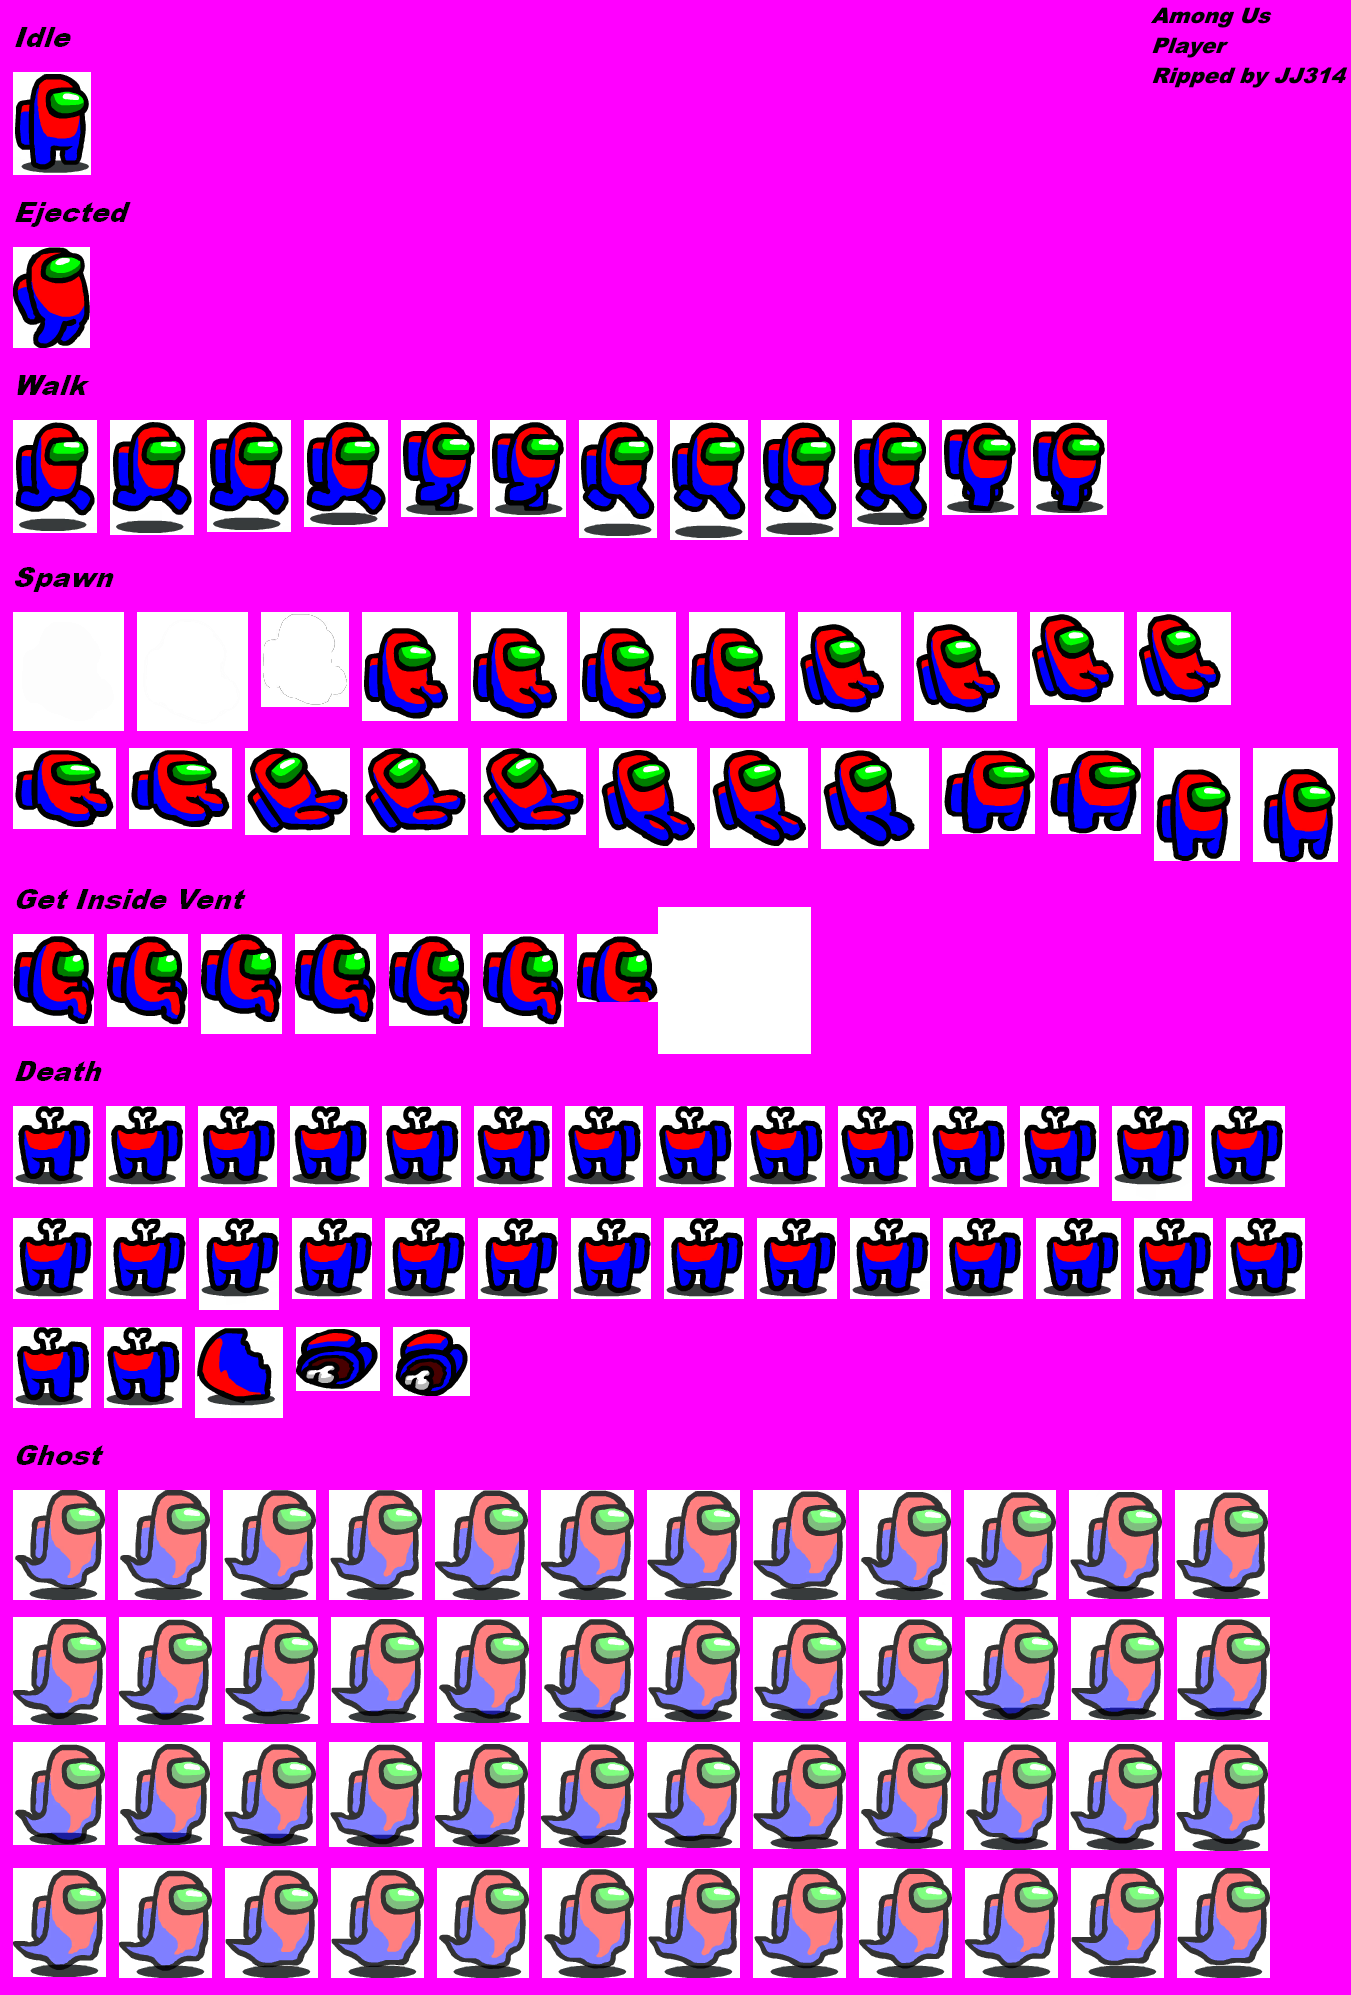 Among Us
Player
Ripped by JJ314
Idle
Ejected
Walk
Spawn
Get Inside Vent
Death
Ghost